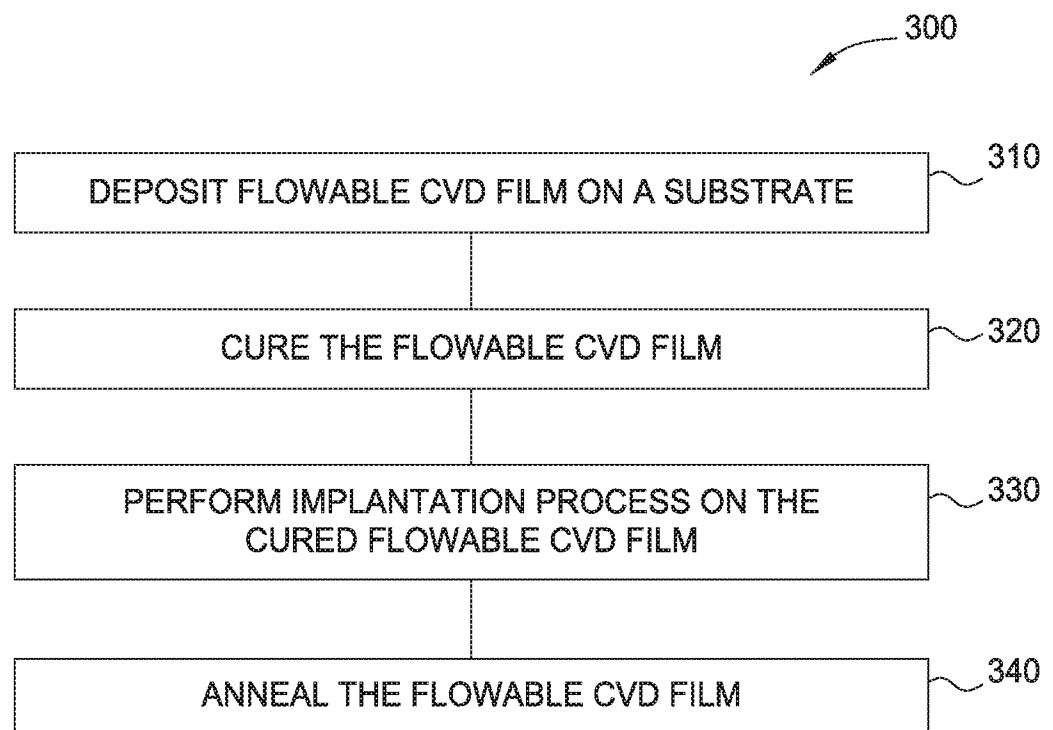 300
310
DEPOSIT FLOWABLE CVD FILM ON A SUBSTRATE
320
CURE THE FLOWABLE CVD FILM
330
PERFORM IMPLANTATION PROCESS ON THE
CURED FLOWABLE CVD FILM
340
ANNEAL THE FLOWABLE CVD FILM